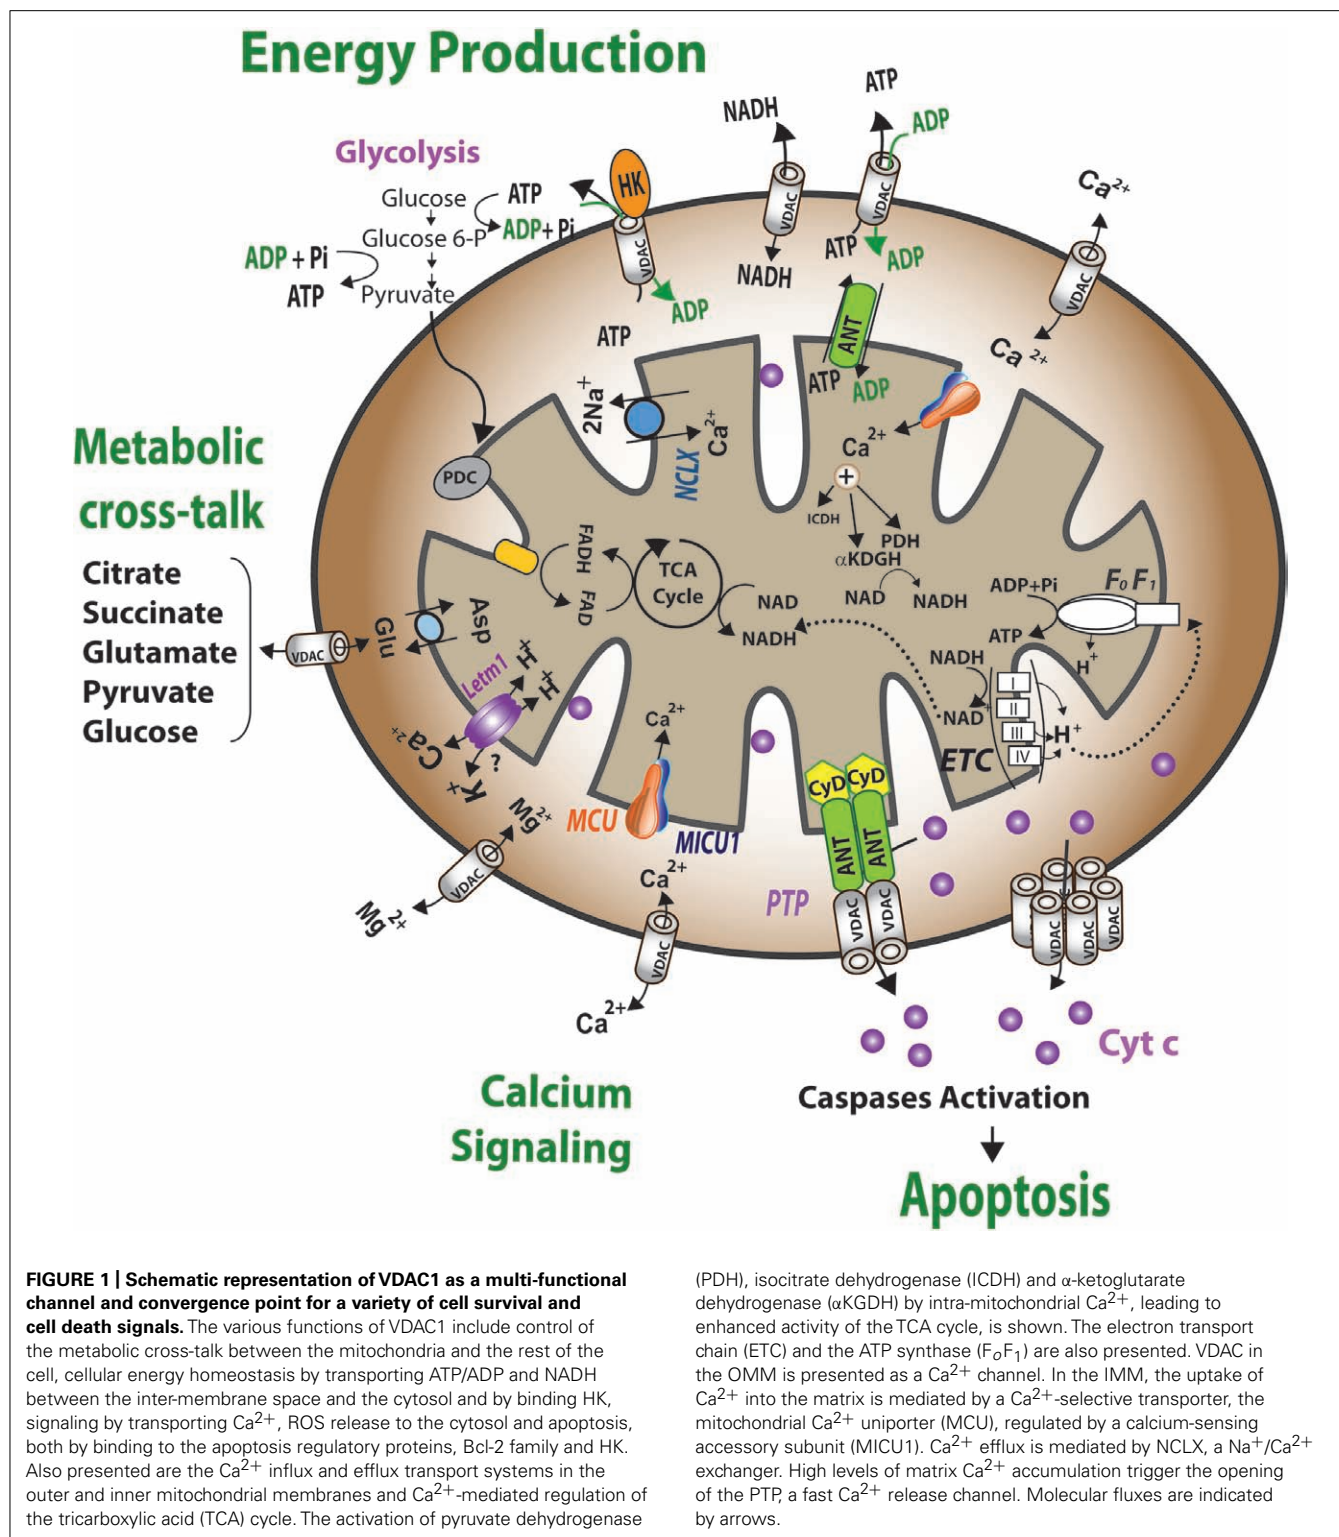 Energy Production
Glycolysis
Glucose
Glucose 6-P
Pyruvate
ATP
ADP+ Pi
ADP + Pi
ATP
HK
VDAC
ADP
ATP
NADH
VDAC
NADH
ATP
ADP
VDAC
ATP
ADP
ANT
ATP
ADP
Ca2+
VDAC
Ca 2+
2Na+
Ca2+
NCLX
Ca2+
+
ICDH
αKDGH
PDH
NAD
NADH
PDC
FADH
FAD
TCA
Cycle
NAD
NADH
ADP+Pi
ATP
FoF1
H+
NADH
NAD+
I
II
III
IV
H+
ETC
Metabolic
cross-talk
Citrate
Succinate
Glutamate
Pyruvate
Glucose
VDAC
Glu
Asp
Letm1
H+
H+
Ca2+
K+
?
Mg2+
VDAC
Mg2+
Ca2+
MCU
MICU1
Ca2+
VDAC
Ca2+
CyD
CyD
ANT
ANT
PTP
VDAC
VDAC
VDAC
VDAC
VDAC
VDAC
Cyt c
Calcium
Signaling
Caspases Activation
Apoptosis
FIGURE 1 | Schematic representation of VDAC1 as a multi-functional
channel and convergence point for a variety of cell survival and
cell death signals. The various functions of VDAC1 include control of
the metabolic cross-talk between the mitochondria and the rest of the
cell, cellular energy homeostasis by transporting ATP/ADP and NADH
between the inter-membrane space and the cytosol and by binding HK,
signaling by transporting Ca2+, ROS release to the cytosol and apoptosis,
both by binding to the apoptosis regulatory proteins, Bcl-2 family and HK.
Also presented are the Ca2+ influx and efflux transport systems in the
outer and inner mitochondrial membranes and Ca2+-mediated regulation of
the tricarboxylic acid (TCA) cycle. The activation of pyruvate dehydrogenase
(PDH), isocitrate dehydrogenase (ICDH) and α-ketoglutarate
dehydrogenase (αKGDH) by intra-mitochondrial Ca2+, leading to
enhanced activity of the TCA cycle, is shown. The electron transport
chain (ETC) and the ATP synthase (FoF1) are also presented. VDAC in
the OMM is presented as a Ca2+ channel. In the IMM, the uptake of
Ca2+ into the matrix is mediated by a Ca2+-selective transporter, the
mitochondrial Ca2+ uniporter (MCU), regulated by a calcium-sensing
accessory subunit (MICU1). Ca2+ efflux is mediated by NCLX, a Na+/Ca2+
exchanger. High levels of matrix Ca2+ accumulation trigger the opening
of the PTP, a fast Ca2+ release channel. Molecular fluxes are indicated
by arrows.